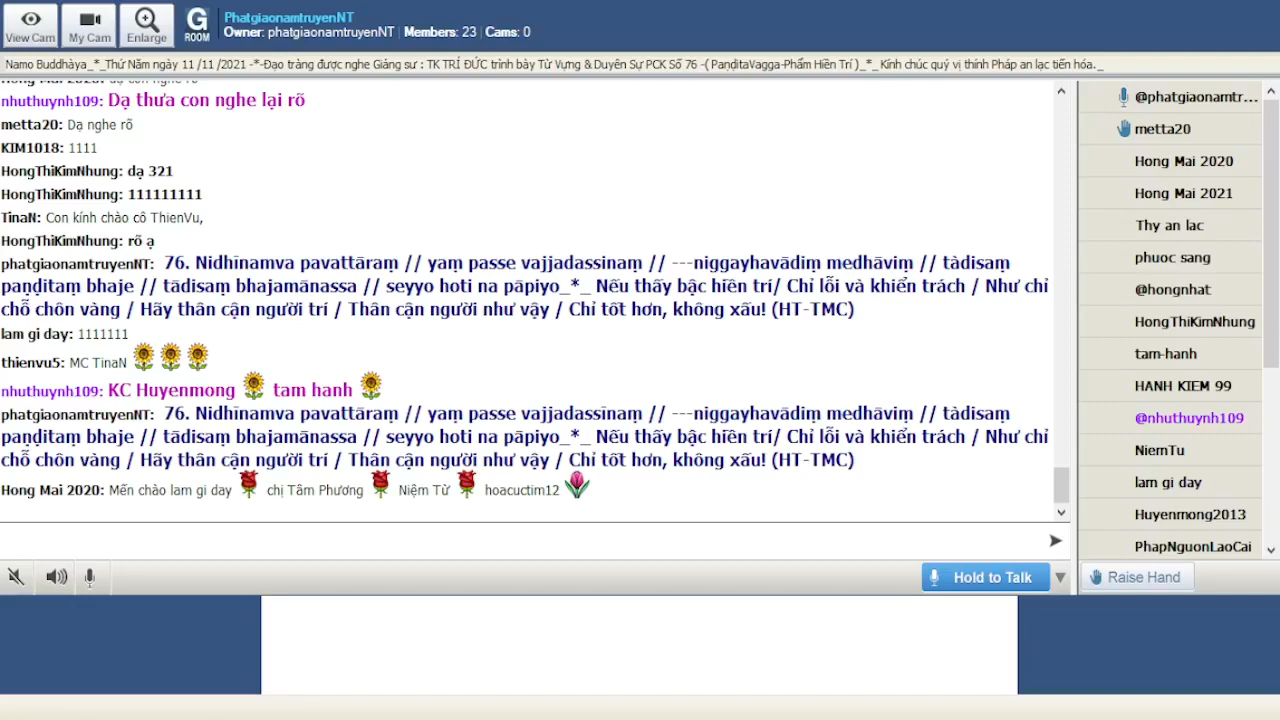 View Cam
My Cam
Enlarge
G
ROOM
PhatgiaonamtruyenNT
Owner: phatgiaonamtruyenNT | Members: 23 | Cams: 0
Namo Buddhàya_*_Thứ Năm ngày 11 /11 /2021 -*-Đạo tràng được nghe Giảng sư : TK TRÍ ĐỨC trình bày Từ Vựng & Duyên Sự PCK Số 76 -( PaṇḍitaVagga-Phẩm Hiền Trí )_*_ Kính chúc quý vị thính Pháp an lạc tiến hóa._
nhuthuynh109: Dạ thưa con nghe lại rõ
metta20: Dạ nghe rõ
KIM1018: 1111
HongThiKimNhung: dạ 321
HongThiKimNhung: 111111111
TinaN: Con kính chào cô ThienVu,
HongThiKimNhung: rõ ạ
phatgiaonamtruyenNT: 76. Nidhīnamva pavattāraṃ // yaṃ passe vajjadassinaṃ // ---niggayhavādiṃ medhāviṃ // tàdisaṃ
paṇḍitaṃ bhaje // tādisaṃ bhajamānassa // seyyo hoti na pāpiyo_*_ Nếu thấy bậc hiền trí/ Chỉ lỗi và khiển trách / Như chỉ
chỗ chôn vàng / Hãy thân cận người trí / Thân cận người như vậy / Chỉ tốt hơn, không xấu! (HT-TMC)
lam gi day: 1111111
thienvu5: MC TinaN
nhuthuynh109: KC Huyenmong tam hanh
phatgiaonamtruyenNT: 76. Nidhīnamva pavattāraṃ // yaṃ passe vajjadassīnaṃ // ---niggayhavādiṃ medhāviṃ // tàdisaṃ
paṇḍitaṃ bhaje // tādisaṃ bhajamānassa // seyyo hoti na pāpiyo_*_ Nếu thấy bậc hiền trí/ Chỉ lỗi và khiển trách / Như chỉ
chỗ chôn vàng / Hãy thân cận người trí / Thân cận người như vậy / Chỉ tốt hơn, không xấu! (HT-TMC)
Hong Mai 2020: Mến chào lam gi day chị Tâm Phương Niệm Từ hoacuctim12
Hold to Talk
@phatgiaonamtr...
metta20
Hong Mai 2020
Hong Mai 2021
Thy an lac
phuoc sang
@hongnhat
HongThiKimNhung
tam-hanh
HANH KIEM 99
@nhuthuynh109
NiemTu
lam gi day
Huyenmong2013
PhapNguonLaoCai
Raise Hand